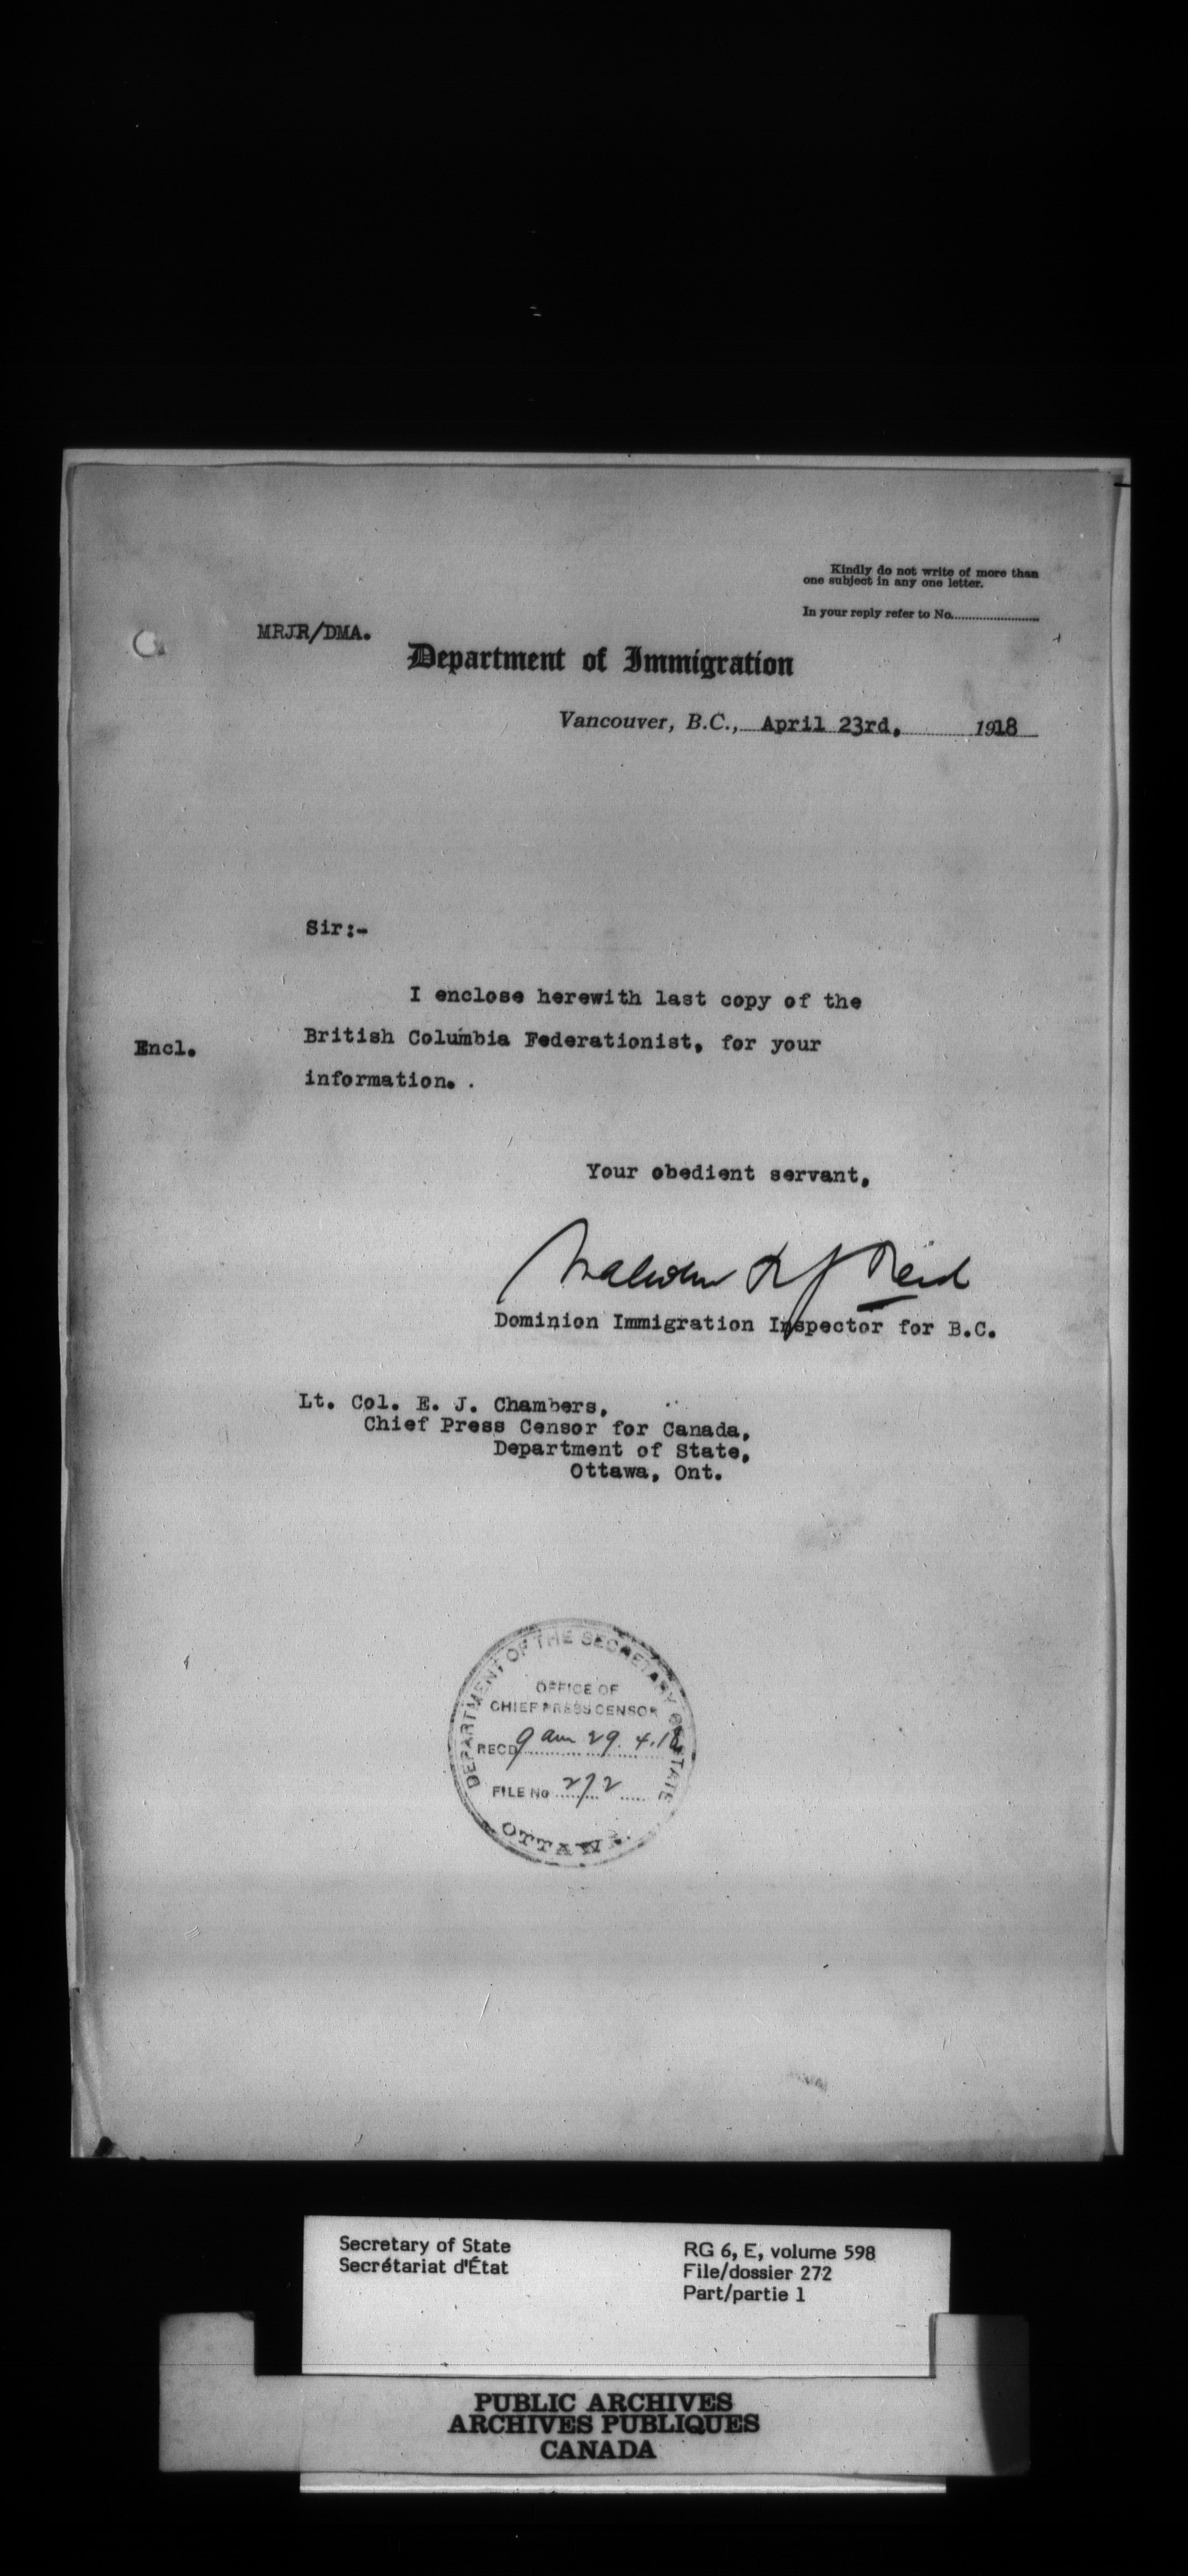 Kindly do not write of more than
one subject in any one letter.
In your reply refer to No.
MRJR/DMA.
Department of Immigration
Vancouver, B.C., April 23rd, 1918
Sir:-
I enclose herewith last copy of the
Encl.
British Columbia Federationist, for your
information. .
Your obedient servant,
Malcolm R J Reid
Dominion Immigration Inspector for B.C.
Lt. Col. E. J. Chambers,
Chief Press Censor for Canada,
Department of State,
Ottawa, Ont.
DEPARTMENT OF THE SECRETARY OF STATE
OFFICE OF
CHIEF PRESS CENSOR
RECD 9 am 29.4.18
FILE No 272
OTTAWA.
Secretary of State
Secrétariat d'État
RG 6, E, volume 598
File/dossier 272
Part/partie 1
PUBLIC ARCHIVES
ARCHIVES PUBLIQUES
CANADA